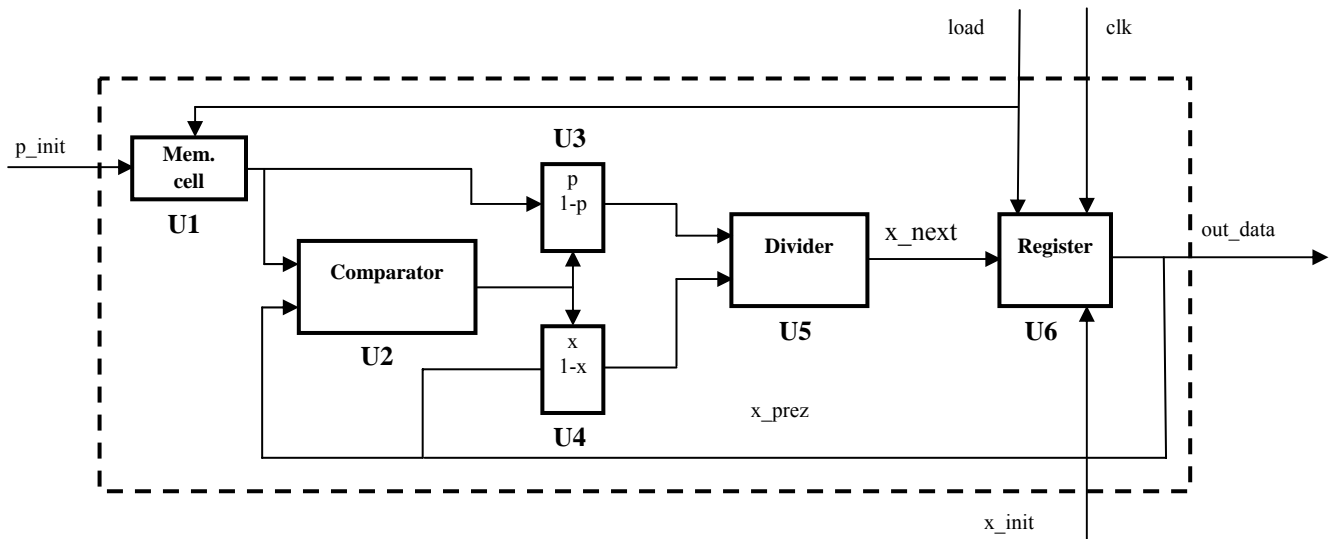 load
clk
p_init
Mem.
cell
U1
U3
p
1-p
Comparator
U2
x
1-x
U4
Divider
U5
x_next
Register
U6
out_data
x_prez
x_init